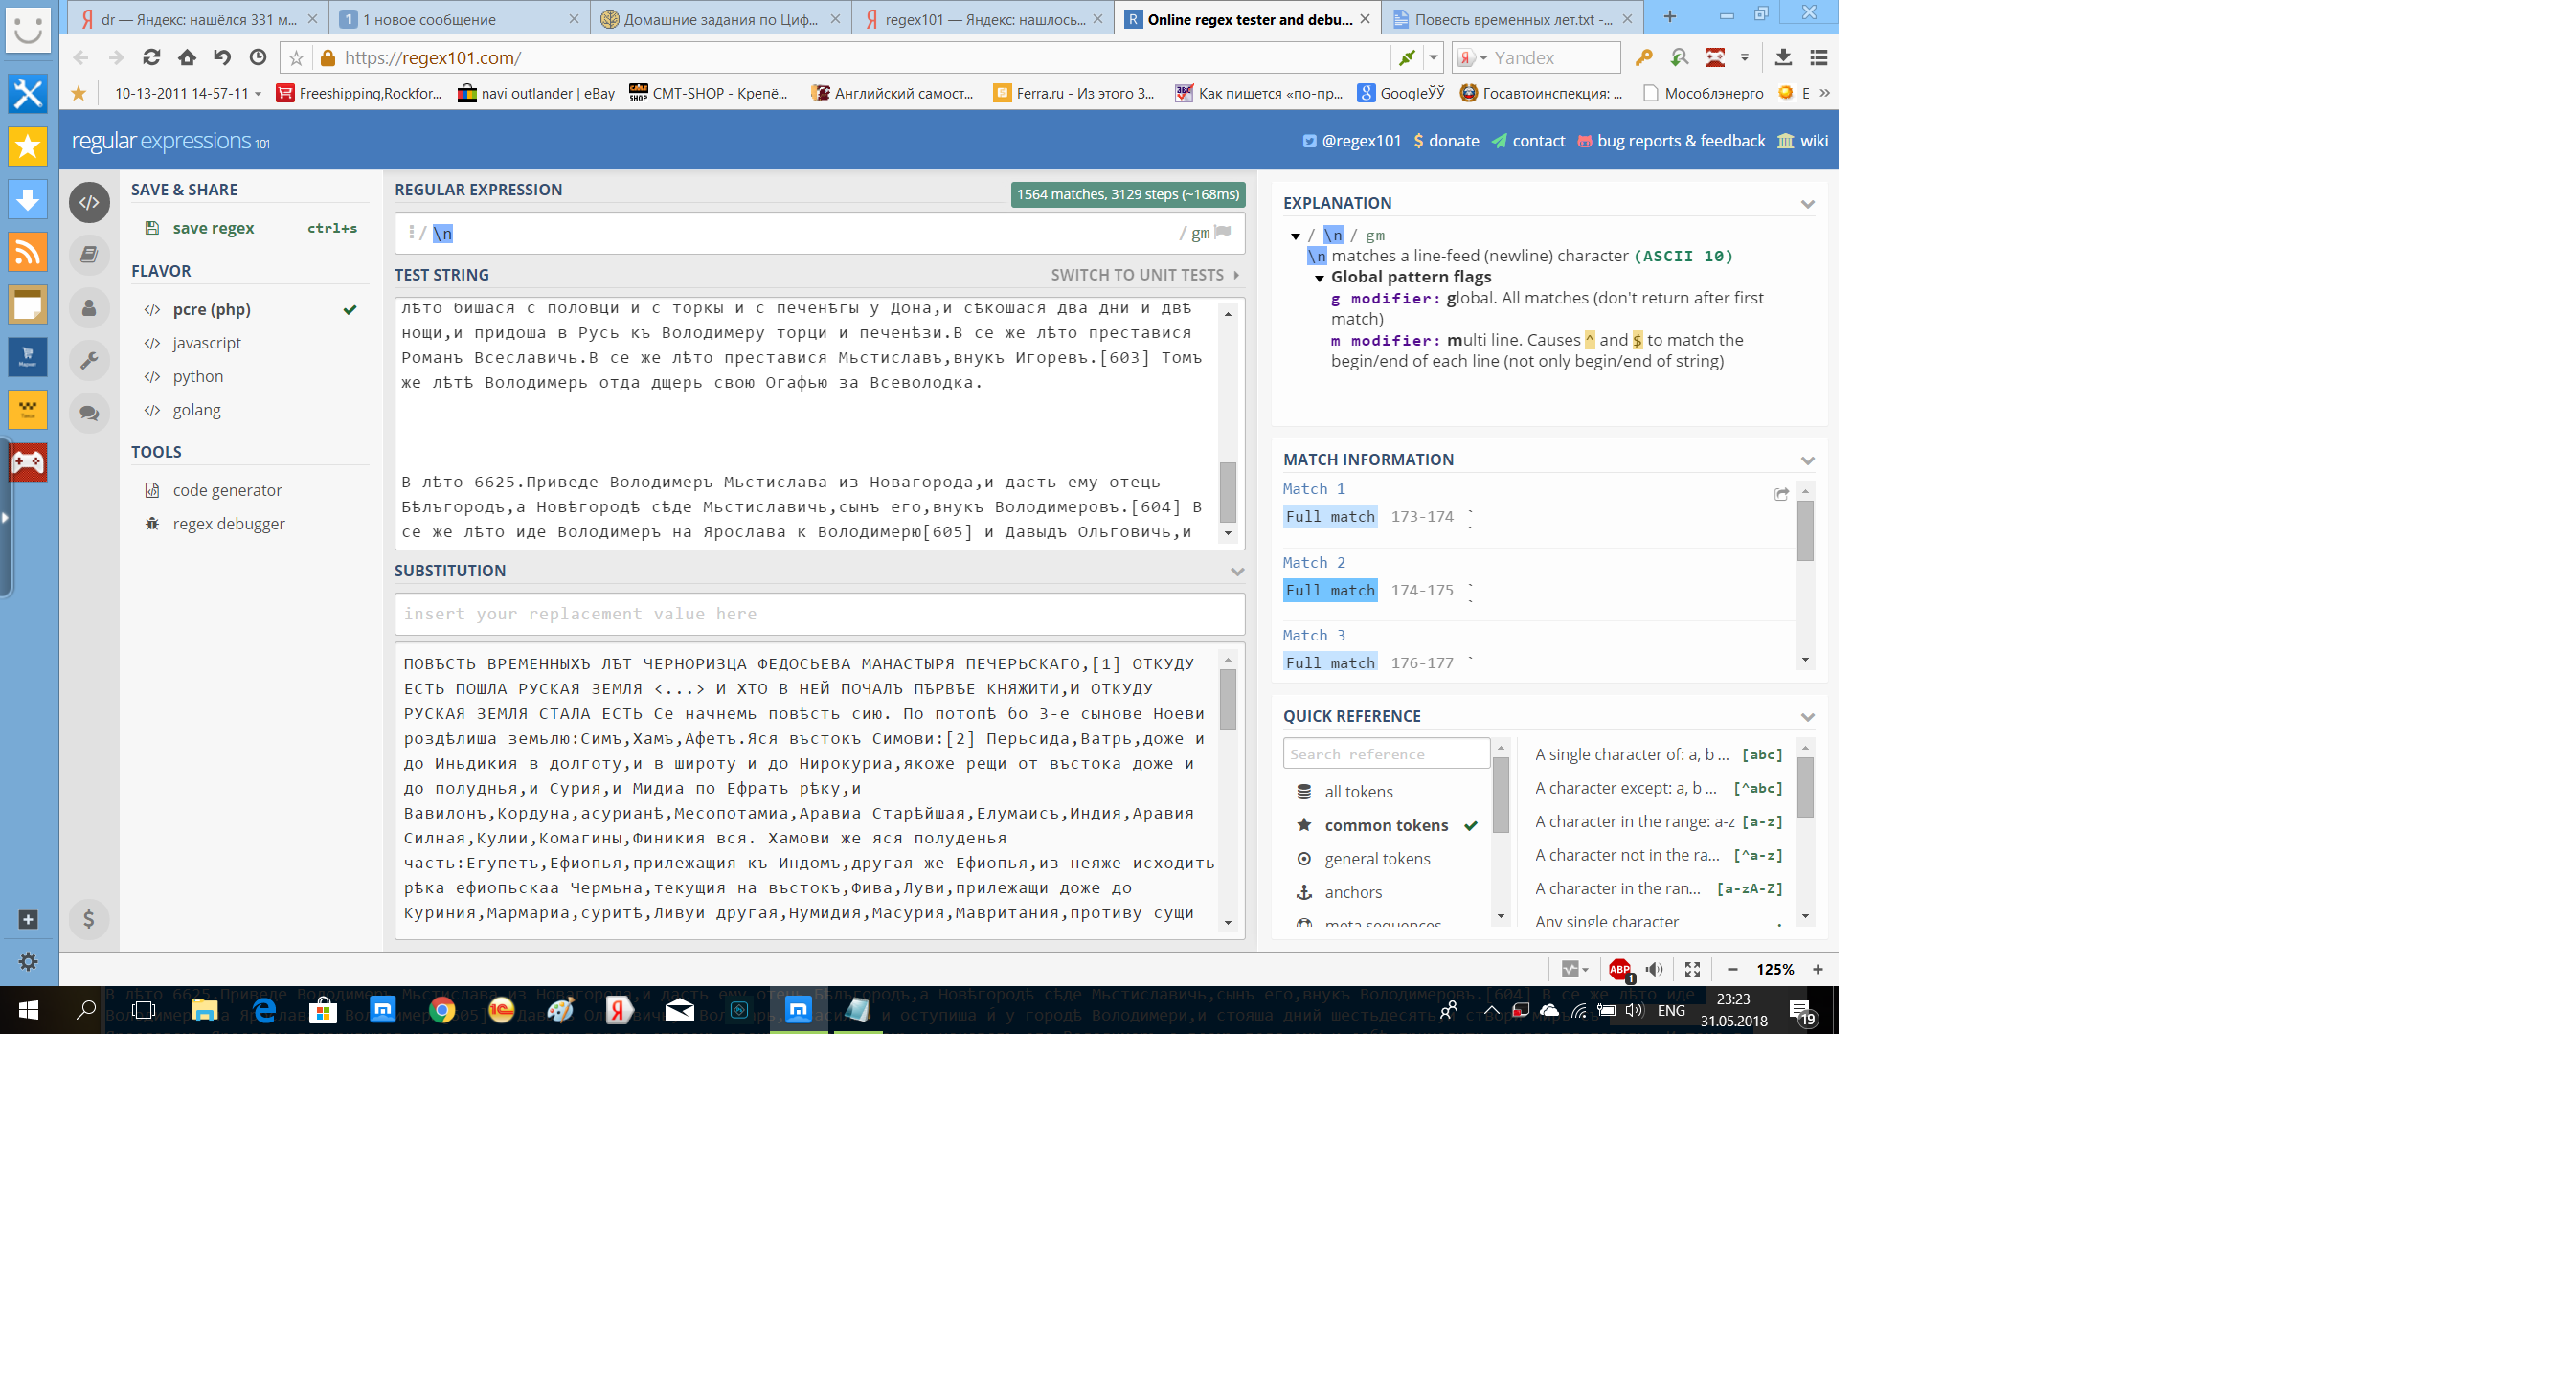 dr — Яндекс: нашёлся 331 м...
1 новое сообщение
Домашние задания по Циф...
regex101 — Яндекс: нашлось...
Online regex tester and debu...
Повесть временных лет.txt -...
https://regex101.com/
Yandex
10-13-2011 14-57-11
Freeshipping,Rockfor...
navi outlander | eBay
СМТ-SHOP - Крепё...
Английский самост...
Ferra.ru - Из этого З...
Как пишется «по-пр...
GoogleЎЎ
Госавтоинспекция: ...
Мособлэнерго
E »
regular expressions 101
@regex101
$ donate
contact
bug reports & feedback
wiki
SAVE & SHARE
save regex ctrl+s
FLAVOR
</> pcre (php)
</> javascript
</> python
</> golang
TOOLS
code generator
regex debugger
REGULAR EXPRESSION
1564 matches, 3129 steps (~168ms)
/ \n / gm
TEST STRING
SWITCH TO UNIT TESTS
лѣто бишася с половци и с торкы и с печенѣгы у Дона,и сѣкошася два дни и двѣ
нощи,и придоша в Русь къ Володимеру торци и печенѣзи.В се же лѣто преставися
Романъ Всеславичь.В се же лѣто преставися Мьстиславъ,внукъ Игоревъ.[603] Томъ
же лѣтѣ Володимерь отда дщерь свою Огафью за Всеволодка.
В лѣто 6625.Приведе Володимеръ Мьстислава из Новагорода,и дасть ему отець
Бѣлъгородъ,а Новѣгородѣ сѣде Мьстиславичь,сынъ его,внукъ Володимеровъ.[604] В
се же лѣто иде Володимеръ на Ярослава к Володимерю[605] и Давыдъ Ольговичь,и
SUBSTITUTION
insert your replacement value here
ПОВѢСТЬ ВРЕМЕННЫХЪ ЛѢТ ЧЕРНОРИЗЦА ФЕДОСЬЕВА МАНАСТЫРЯ ПЕЧЕРЬСКАГО,[1] ОТКУДУ
ЕСТЬ ПОШЛА РУСКАЯ ЗЕМЛЯ <...> И ХТО В НЕЙ ПОЧАЛЪ ПЪРВѢЕ КНЯЖИТИ,И ОТКУДУ
РУСКАЯ ЗЕМЛЯ СТАЛА ЕСТЬ Се начнемь повѣсть сию. По потопѣ бо 3-е сынове Ноеви
роздѣлиша землю:Симъ,Хамъ,Афетъ.Яся въстокъ Симови:[2] Перьсида,Ватрь,доже и
до Иньдикия в долготу,и в широту и до Нирокуриа,якоже рещи от въстока доже и
до полуднья,и Сурия,и Мидиа по Ефратъ рѣку,и
Вавилонъ,Кордуна,асурианѣ,Месопотамиа,Аравиа Старѣйшая,Елумаисъ,Индия,Аравия
Силная,Кулии,Комагины,Финикия вся. Хамови же яся полуденья
часть:Егупетъ,Ефиопья,прилежащия къ Индомъ,другая же Ефиопья,из неяже исходить
рѣка ефиопьскаа Чермьна,текущия на въстокъ,Фива,Луви,прилежащи доже до
Куриния,Мармариа,суритѣ,Ливуи другая,Нумидия,Масурия,Мавритания,противу сущи
EXPLANATION
/ \n / gm
\n matches a line-feed (newline) character (ASCII 10)
Global pattern flags
g modifier: global. All matches (don't return after first
match)
m modifier: multi line. Causes ^ and $ to match the
begin/end of each line (not only begin/end of string)
MATCH INFORMATION
Match 1
Full match 173-174 `
`
Match 2
Full match 174-175 `
`
Match 3
Full match 176-177 `
QUICK REFERENCE
Search reference
all tokens
common tokens
general tokens
anchors
meta sequences
A single character of: a, b ... [abc]
A character except: a, b ... [^abc]
A character in the range: a-z [a-z]
A character not in the ra... [^a-z]
A character in the ran... [a-zA-Z]
Any single character .
ABP 1
125%
ENG
23:23
31.05.2018
19